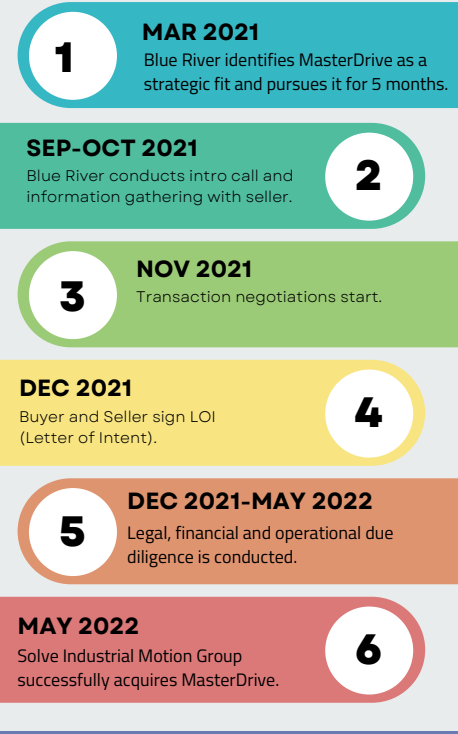 1
MAR 2021
Blue River identifies MasterDrive as a
strategic fit and pursues it for 5 months.
SEP-OCT 2021
Blue River conducts intro call and
information gathering with seller.
2
3
NOV 2021
Transaction negotiations start.
DEC 2021
Buyer and Seller sign LOI
(Letter of Intent).
4
5
DEC 2021-MAY 2022
Legal, financial and operational due
diligence is conducted.
MAY 2022
Solve Industrial Motion Group
successfully acquires MasterDrive.
6